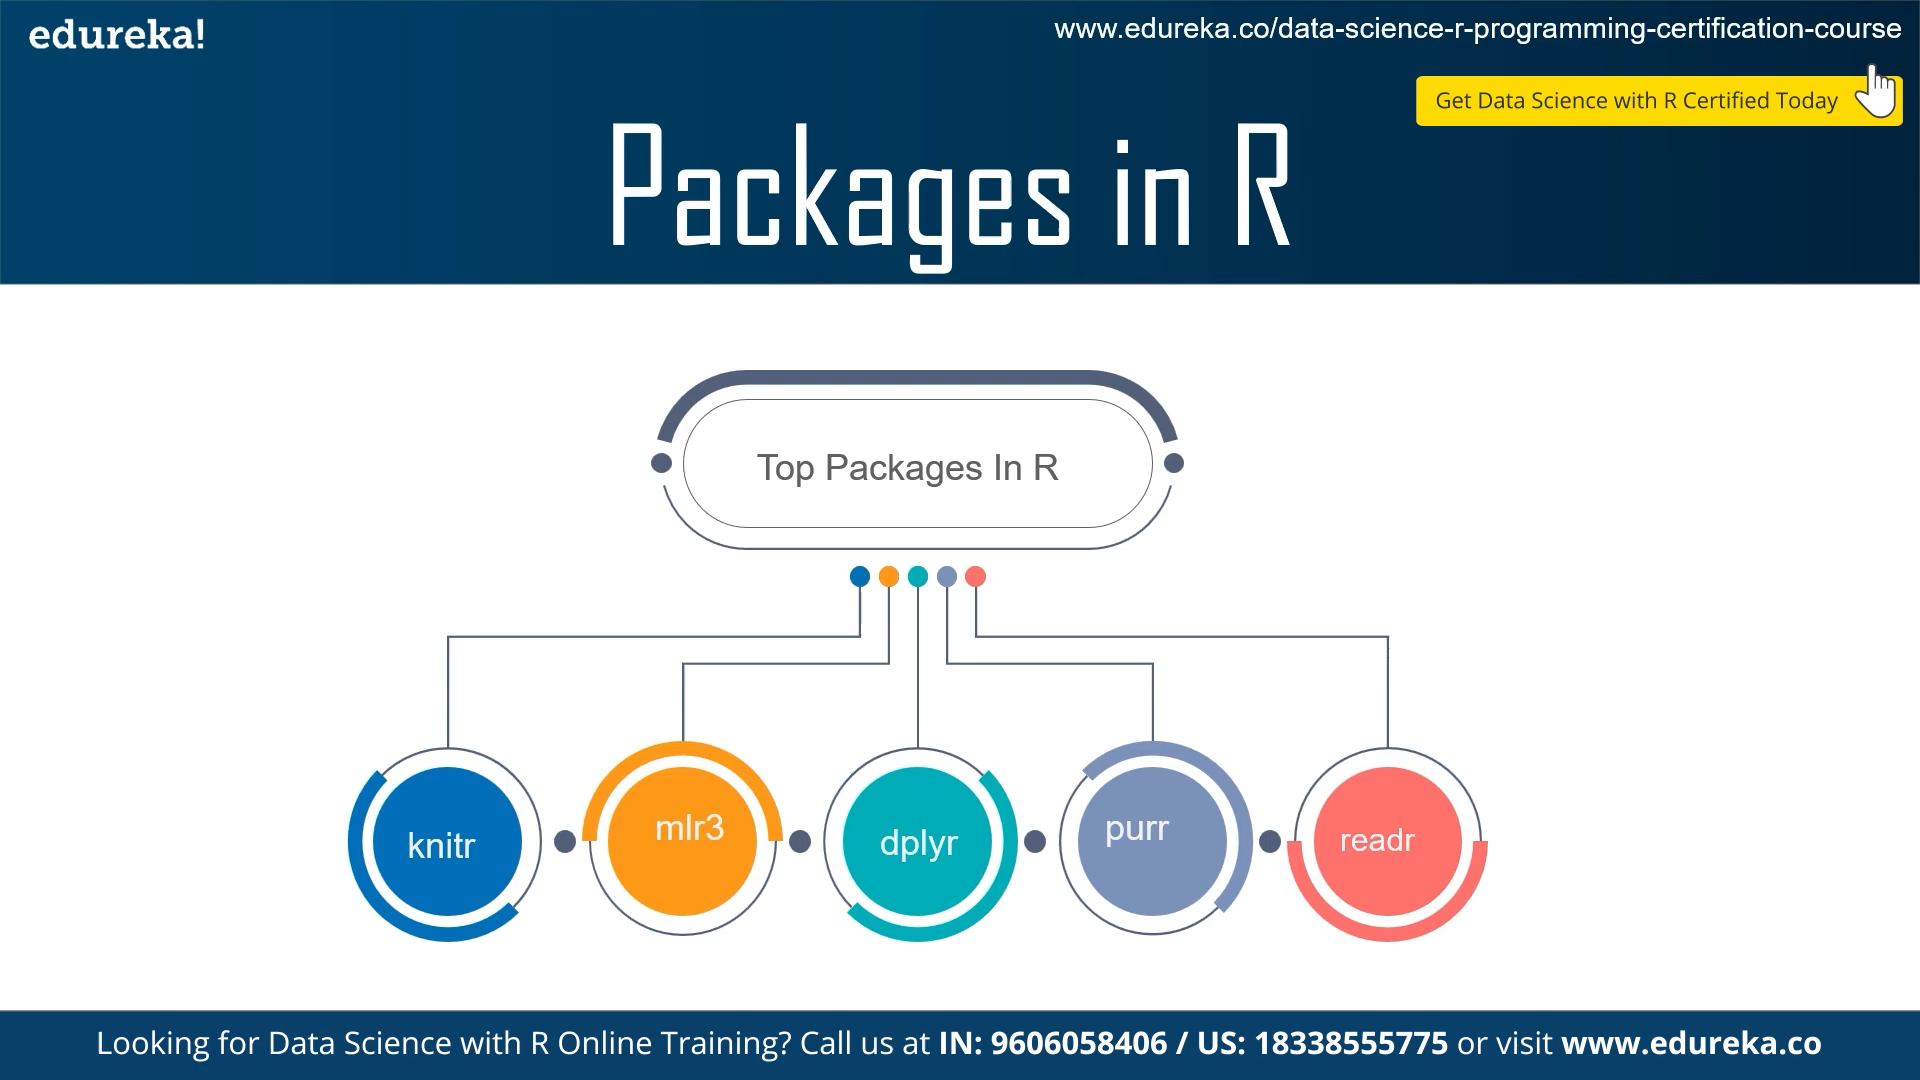 edureka!
www.edureka.co/data-science-r-programming-certification-course
Get Data Science with R Certified Today
Packages in R
Top Packages In R
knitr
mlr3
dplyr
purr
readr
Looking for Data Science with R Online Training? Call us at IN: 9606058406 / US: 18338555775 or visit www.edureka.co